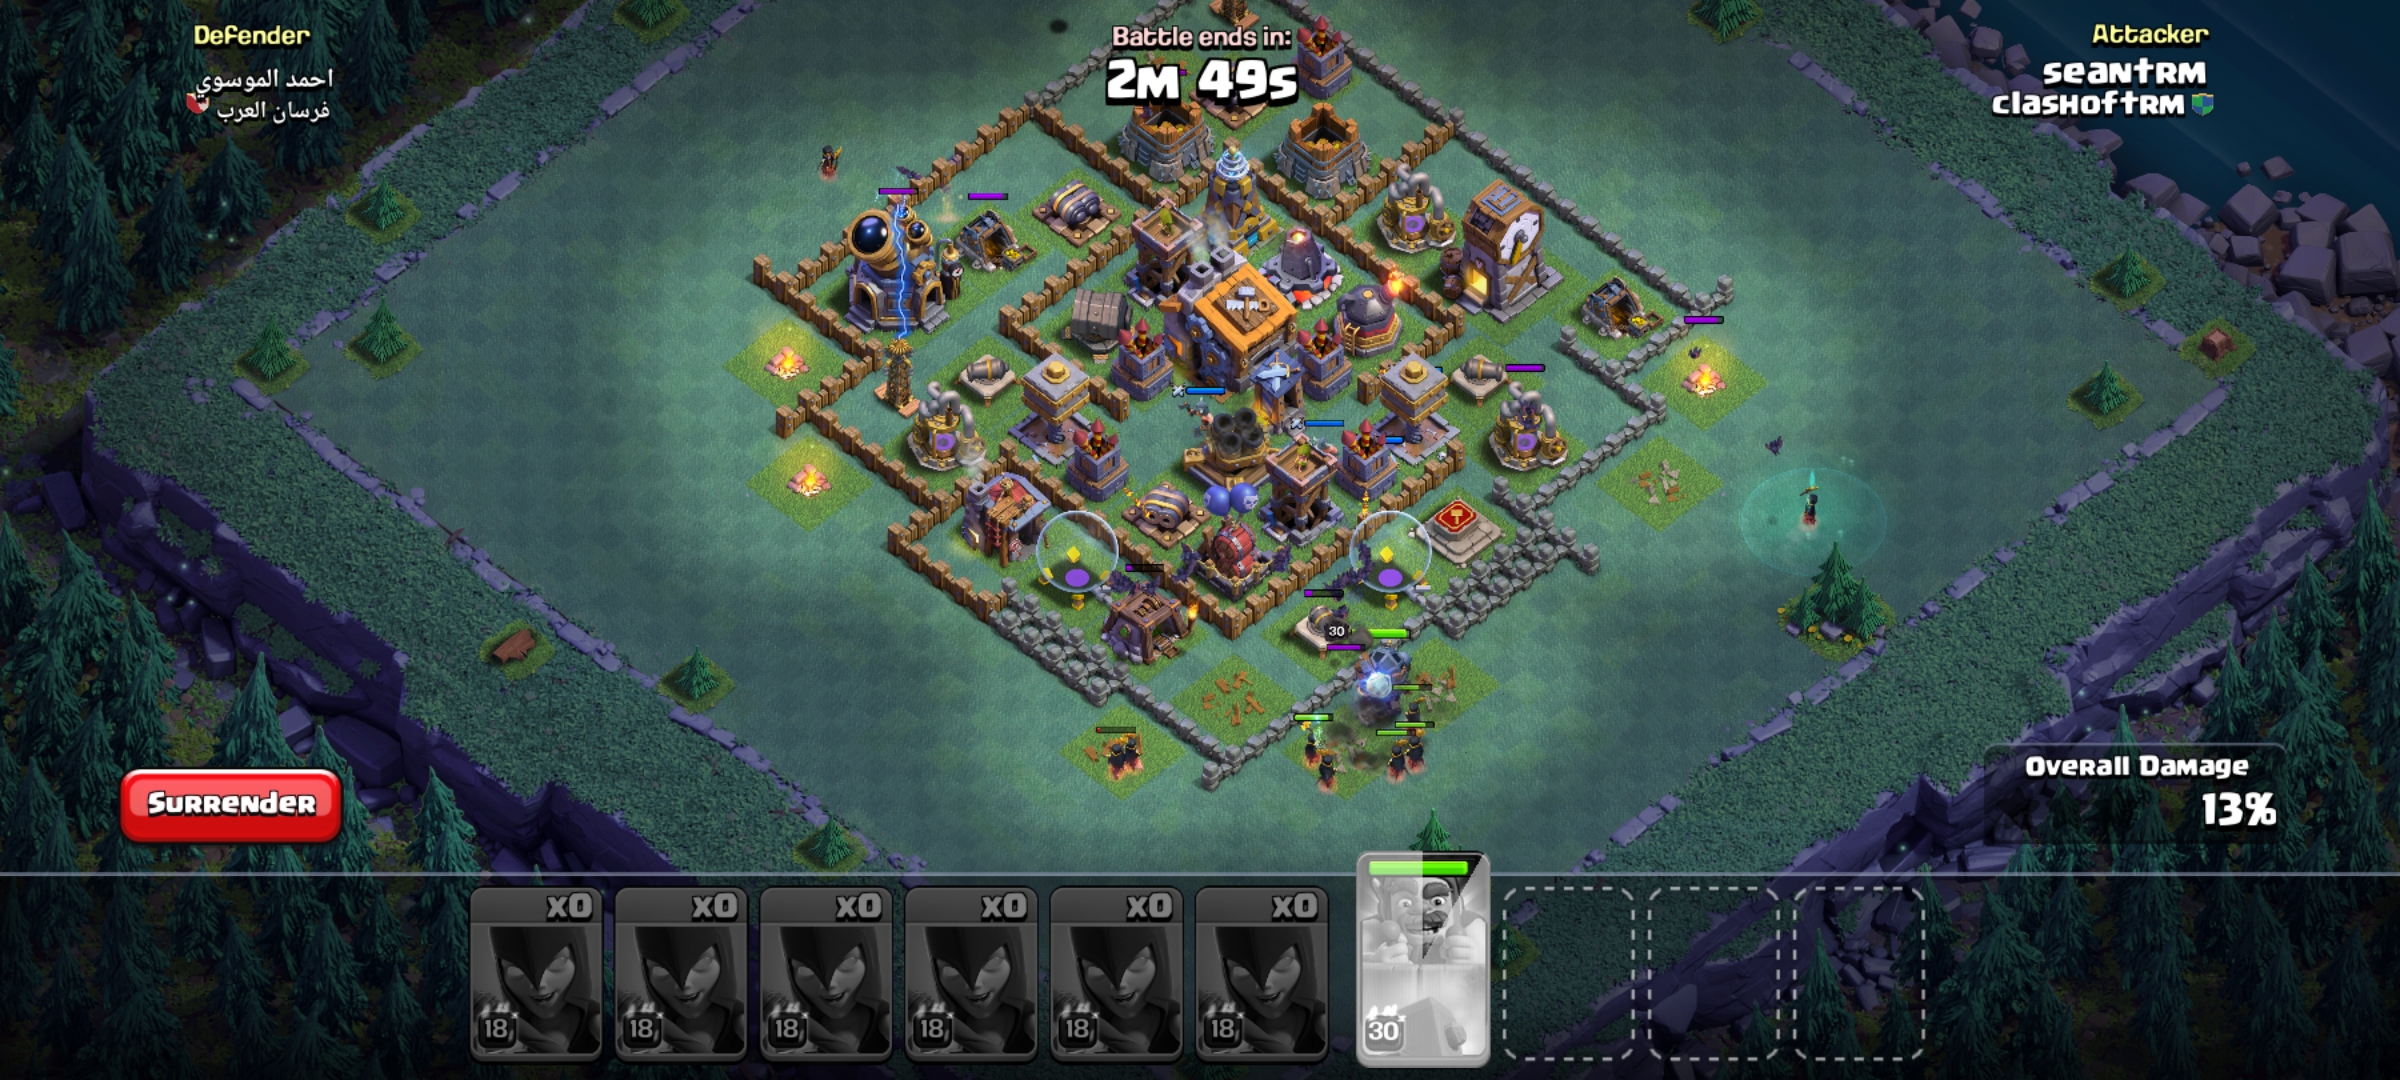 Defender
احمد الموسوي
فرسان العرب
Battle ends in:
2M 49s
Attacker
seantRM
clashoftRM
30
Surrender
Overall Damage
13%
x0
x0
x0
x0
x0
x0
18
18
18
18
18
18
30